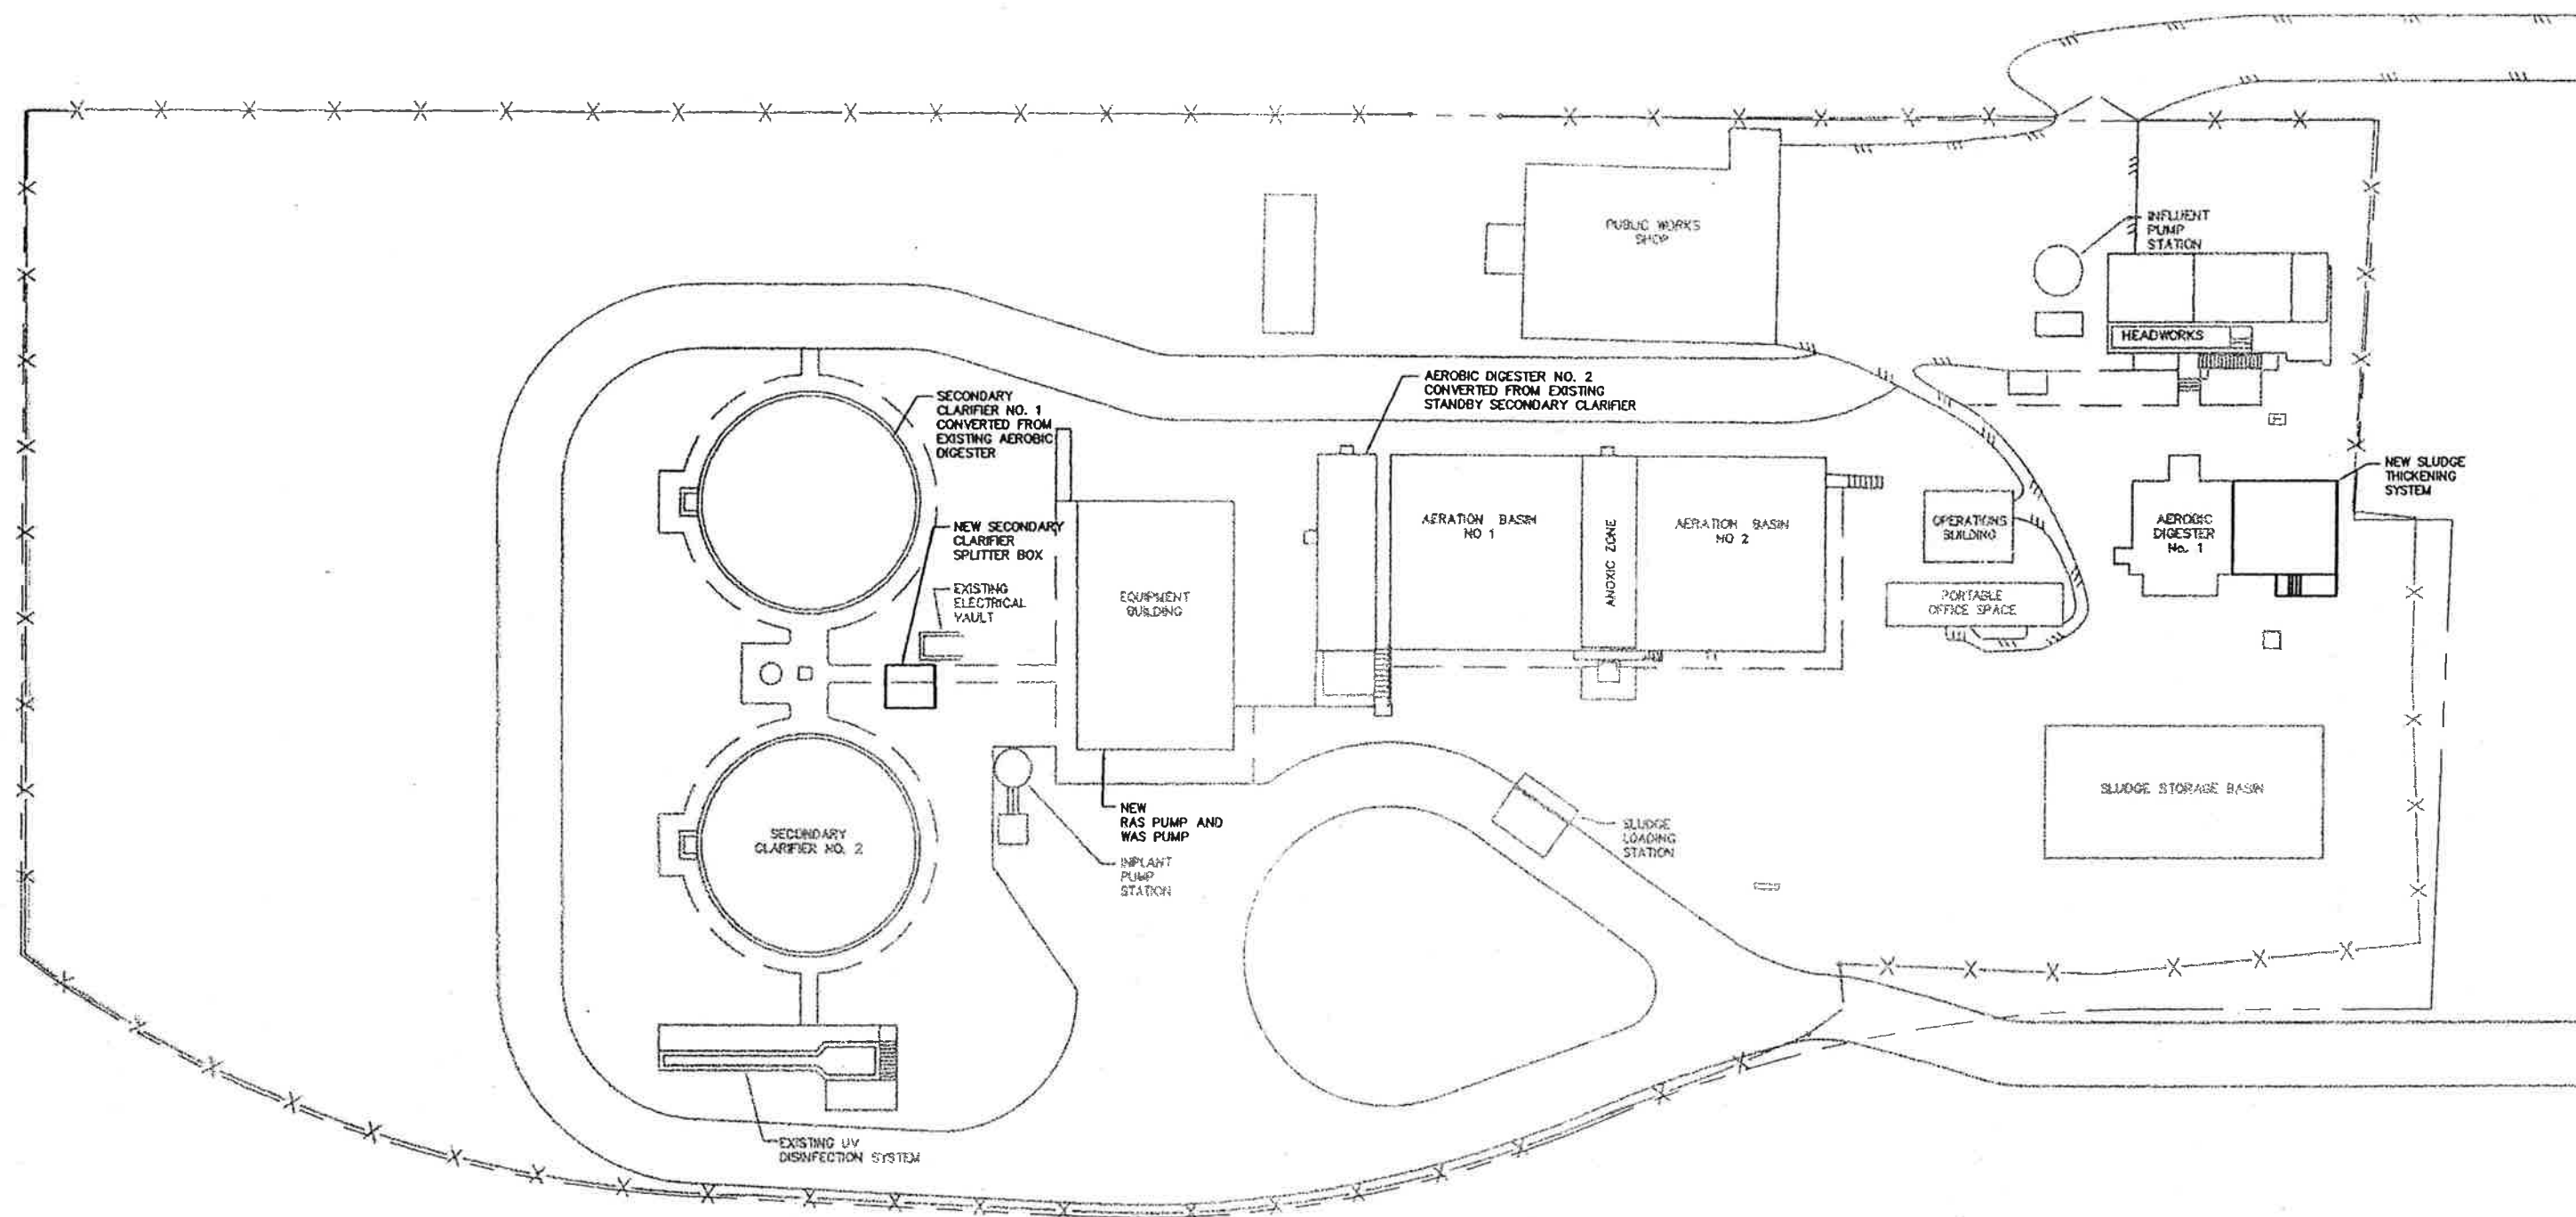 PUBLIC WORKS
SHOP
INFLUENT
PUMP
STATION
HEADWORKS
SECONDARY
CLARIFIER NO. 1
CONVERTED FROM
EXISTING AEROBIC
DIGESTER
AEROBIC DIGESTER NO. 2
CONVERTED FROM EXISTING
STANDBY SECONDARY CLARIFIER
NEW SLUDGE
THICKENING
SYSTEM
NEW SECONDARY
CLARIFIER
SPLITTER BOX
EXISTING
ELECTRICAL
VAULT
EQUIPMENT
BUILDING
AERATION BASIN
NO 1
ANOXIC ZONE
AERATION BASIN
NO 2
OPERATIONS
BUILDING
AEROBIC
DIGESTER
No. 1
PORTABLE
OFFICE SPACE
SLUDGE STORAGE BASIN
SECONDARY
CLARIFIER NO. 2
NEW
RAS PUMP AND
WAS PUMP
INPLANT
PUMP
STATION
SLUDGE
LOADING
STATION
EXISTING UV
DISINFECTION SYSTEM